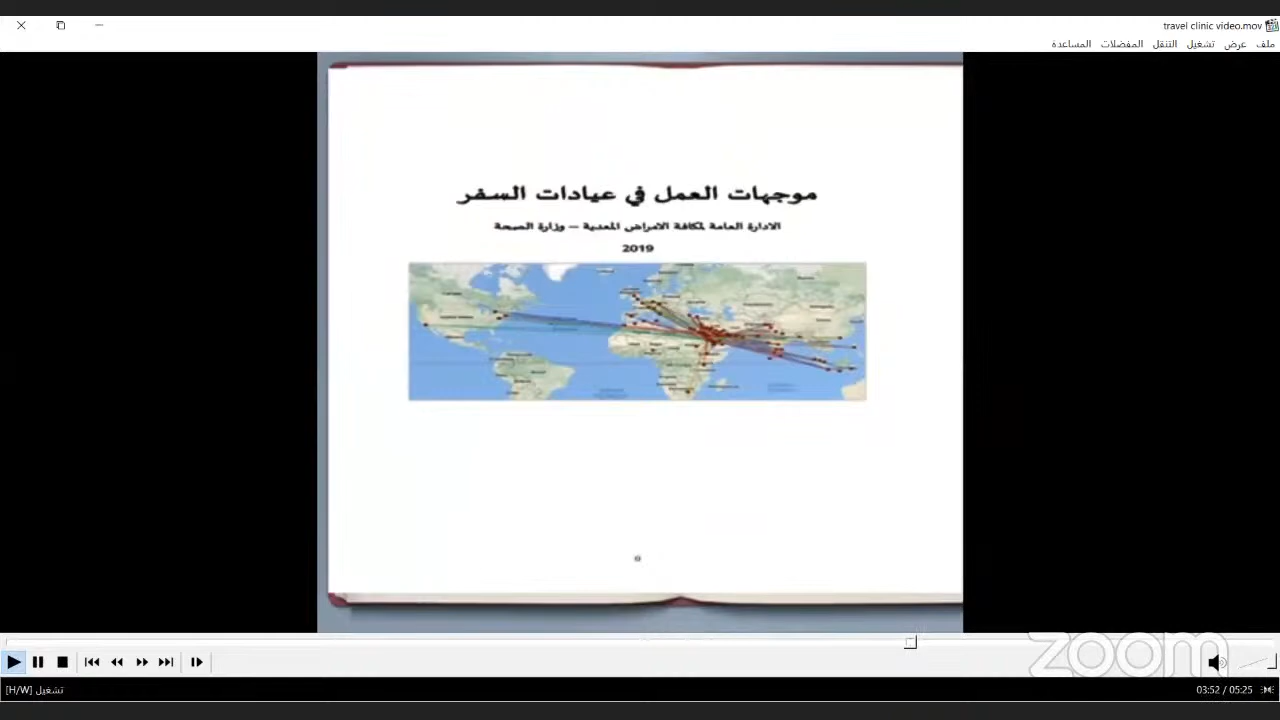 travel clinic video.mov
ملف عرض تشغيل التنقل المفضلات المساعدة
موجهات العمل في عيادات السفر
الادارة العامة لمكافة الامراض المعدية – وزارة الصحة
2019
zoom
03:52 / 05:25
تشغيل [H/W]